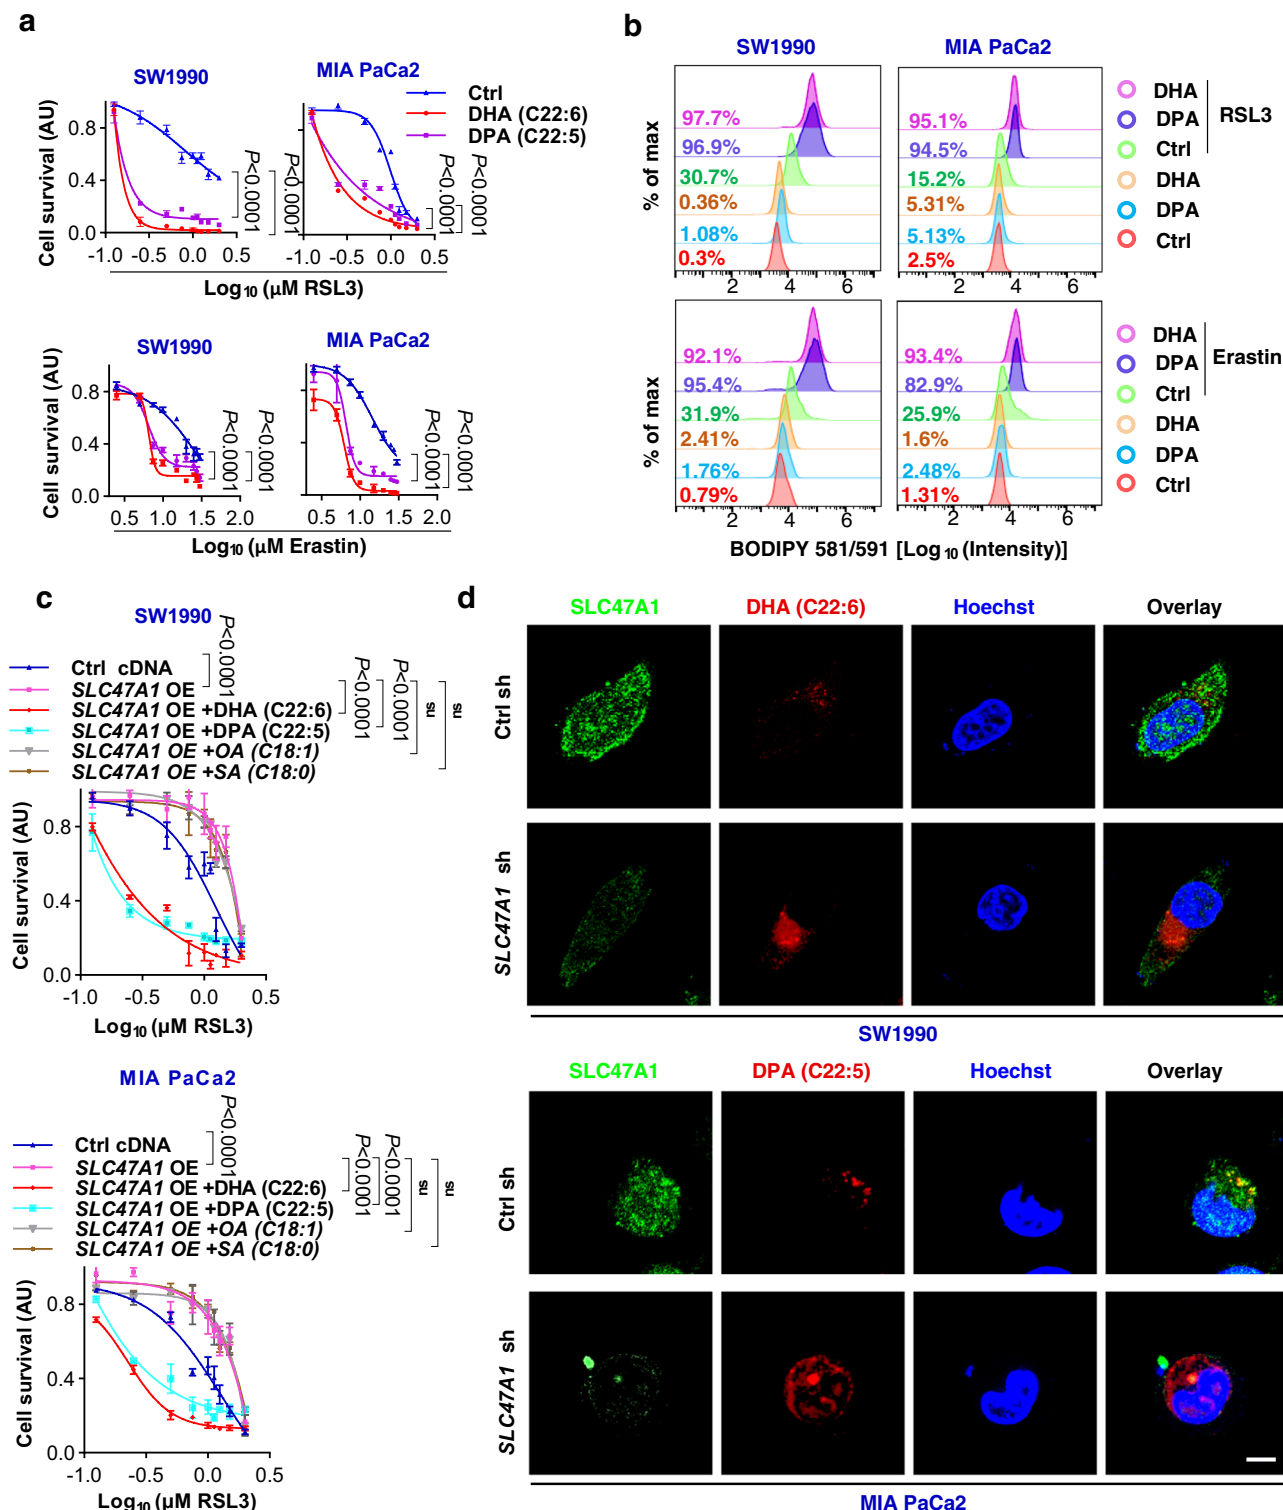 a
SW1990
MIA PaCa2
Ctrl
DHA (C22:6)
DPA (C22:5)
Cell survival (AU)
0.8
0.4
0.0
-1.0 -0.5 0.0 0.5
-0.5 0.0 0.5
P<0.0001
P<0.0001
P<0.0001
P<0.0001
Log10 (µM RSL3)
SW1990
MIA PaCa2
Cell survival (AU)
0.8
0.4
0.0
0.5 1.0 1.5 2.0
0.5 1.0 1.5 2.0
P<0.0001
P<0.0001
P<0.0001
P<0.0001
Log10 (µM Erastin)
b
SW1990
MIA PaCa2
% of max
97.7%
96.9%
30.7%
0.36%
1.08%
0.3%
2 4 6
95.1%
94.5%
15.2%
5.31%
5.13%
2.5%
2 4 6
DHA
DPA
Ctrl
RSL3
DHA
DPA
Ctrl
% of max
92.1%
95.4%
31.9%
2.41%
1.76%
0.79%
2 4 6
93.4%
82.9%
25.9%
1.6%
2.48%
1.31%
2 4 6
DHA
DPA
Ctrl
Erastin
DHA
DPA
Ctrl
BODIPY 581/591 [Log10 (Intensity)]
c
SW1990
Ctrl cDNA
SLC47A1 OE
SLC47A1 OE +DHA (C22:6)
SLC47A1 OE +DPA (C22:5)
SLC47A1 OE +OA (C18:1)
SLC47A1 OE +SA (C18:0)
P<0.0001
P<0.0001
P<0.0001
ns
ns
Cell survival (AU)
0.8
0.4
0.0
-1.0 -0.5 0.0 0.5
Log10 (µM RSL3)
MIA PaCa2
Ctrl cDNA
SLC47A1 OE
SLC47A1 OE +DHA (C22:6)
SLC47A1 OE +DPA (C22:5)
SLC47A1 OE +OA (C18:1)
SLC47A1 OE +SA (C18:0)
P<0.0001
P<0.0001
P<0.0001
ns
ns
Cell survival (AU)
0.8
0.4
0.0
-1.0 -0.5 0.0 0.5
Log10 (µM RSL3)
d
SLC47A1 DHA (C22:6) Hoechst Overlay
Ctrl sh
SLC47A1 sh
SW1990
SLC47A1 DPA (C22:5) Hoechst Overlay
Ctrl sh
SLC47A1 sh
MIA PaCa2